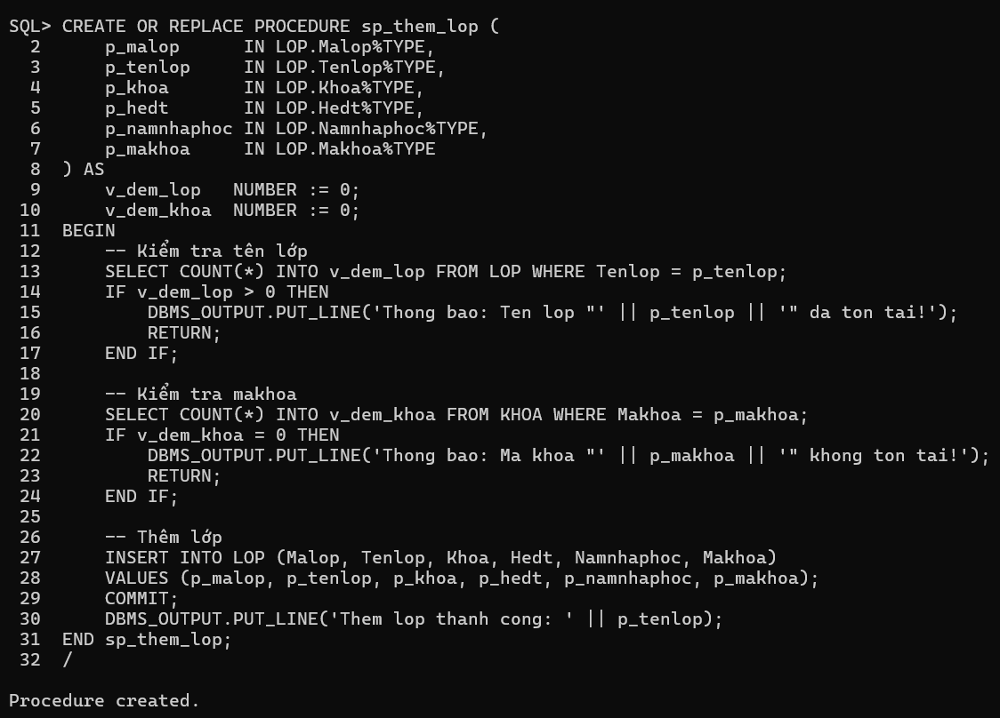 SQL> CREATE OR REPLACE PROCEDURE sp_them_lop (
  2      p_malop      IN LOP.Malop%TYPE,
  3      p_tenlop     IN LOP.Tenlop%TYPE,
  4      p_khoa       IN LOP.Khoa%TYPE,
  5      p_hedt       IN LOP.Hedt%TYPE,
  6      p_namnhaphoc IN LOP.Namnhaphoc%TYPE,
  7      p_makhoa     IN LOP.Makhoa%TYPE
  8  ) AS
  9      v_dem_lop   NUMBER := 0;
 10      v_dem_khoa  NUMBER := 0;
 11  BEGIN
 12      -- Kiểm tra tên lớp
 13      SELECT COUNT(*) INTO v_dem_lop FROM LOP WHERE Tenlop = p_tenlop;
 14      IF v_dem_lop > 0 THEN
 15          DBMS_OUTPUT.PUT_LINE('Thong bao: Ten lop "' || p_tenlop || '" da ton tai!');
 16          RETURN;
 17      END IF;
 18
 19      -- Kiểm tra makhoa
 20      SELECT COUNT(*) INTO v_dem_khoa FROM KHOA WHERE Makhoa = p_makhoa;
 21      IF v_dem_khoa = 0 THEN
 22          DBMS_OUTPUT.PUT_LINE('Thong bao: Ma khoa "' || p_makhoa || '" khong ton tai!');
 23          RETURN;
 24      END IF;
 25
 26      -- Thêm lớp
 27      INSERT INTO LOP (Malop, Tenlop, Khoa, Hedt, Namnhaphoc, Makhoa)
 28      VALUES (p_malop, p_tenlop, p_khoa, p_hedt, p_namnhaphoc, p_makhoa);
 29      COMMIT;
 30      DBMS_OUTPUT.PUT_LINE('Them lop thanh cong: ' || p_tenlop);
 31  END sp_them_lop;
 32  /
Procedure created.